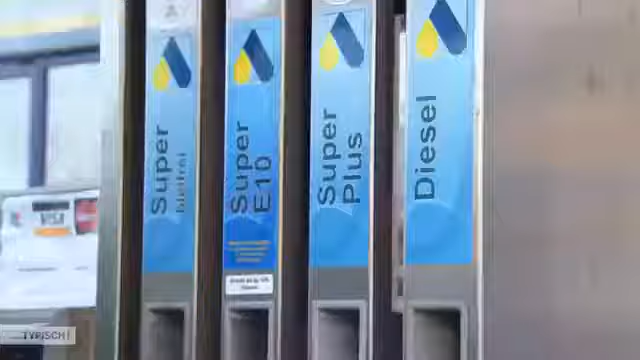 Super
bleifrei
Super
E10
Super
Plus
Diesel
VISA
TYPISCH!